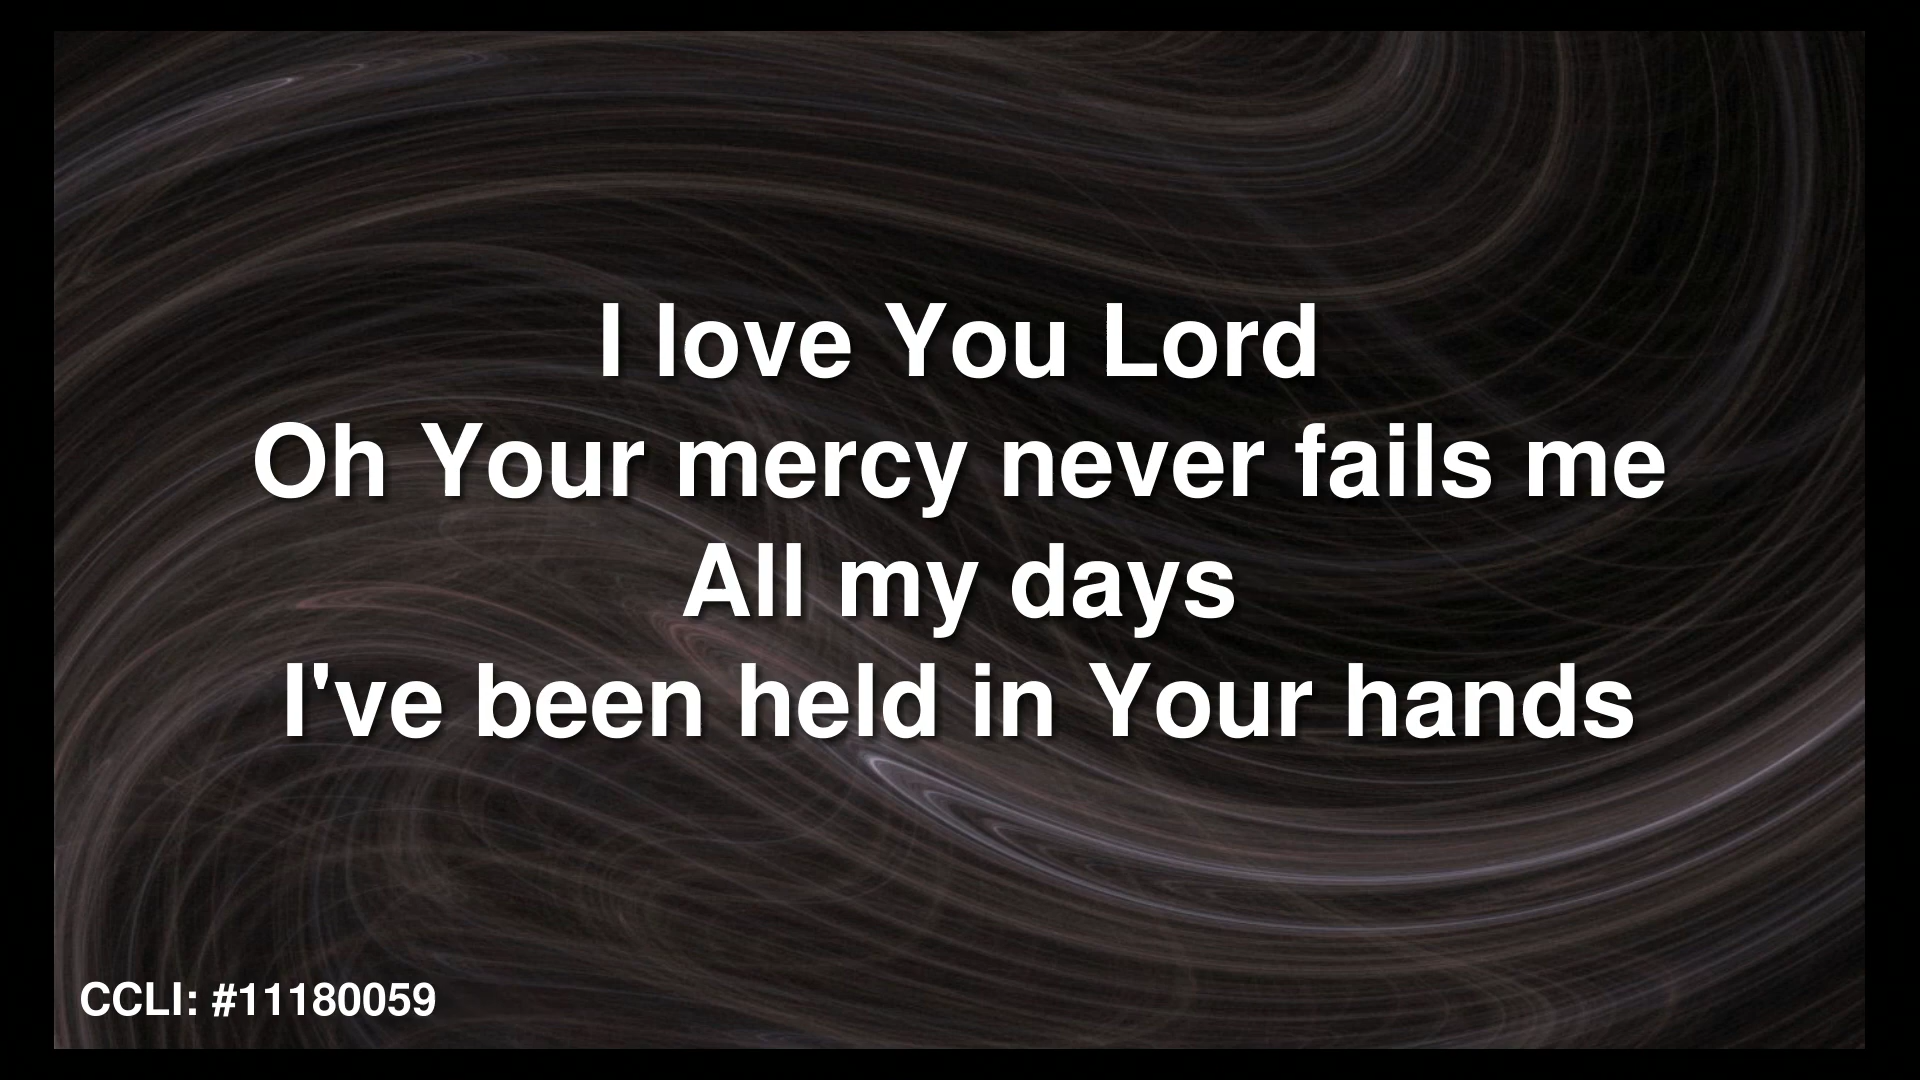 I love You Lord
Oh Your mercy never fails me
All my days
I've been held in Your hands
CCLI: #11180059